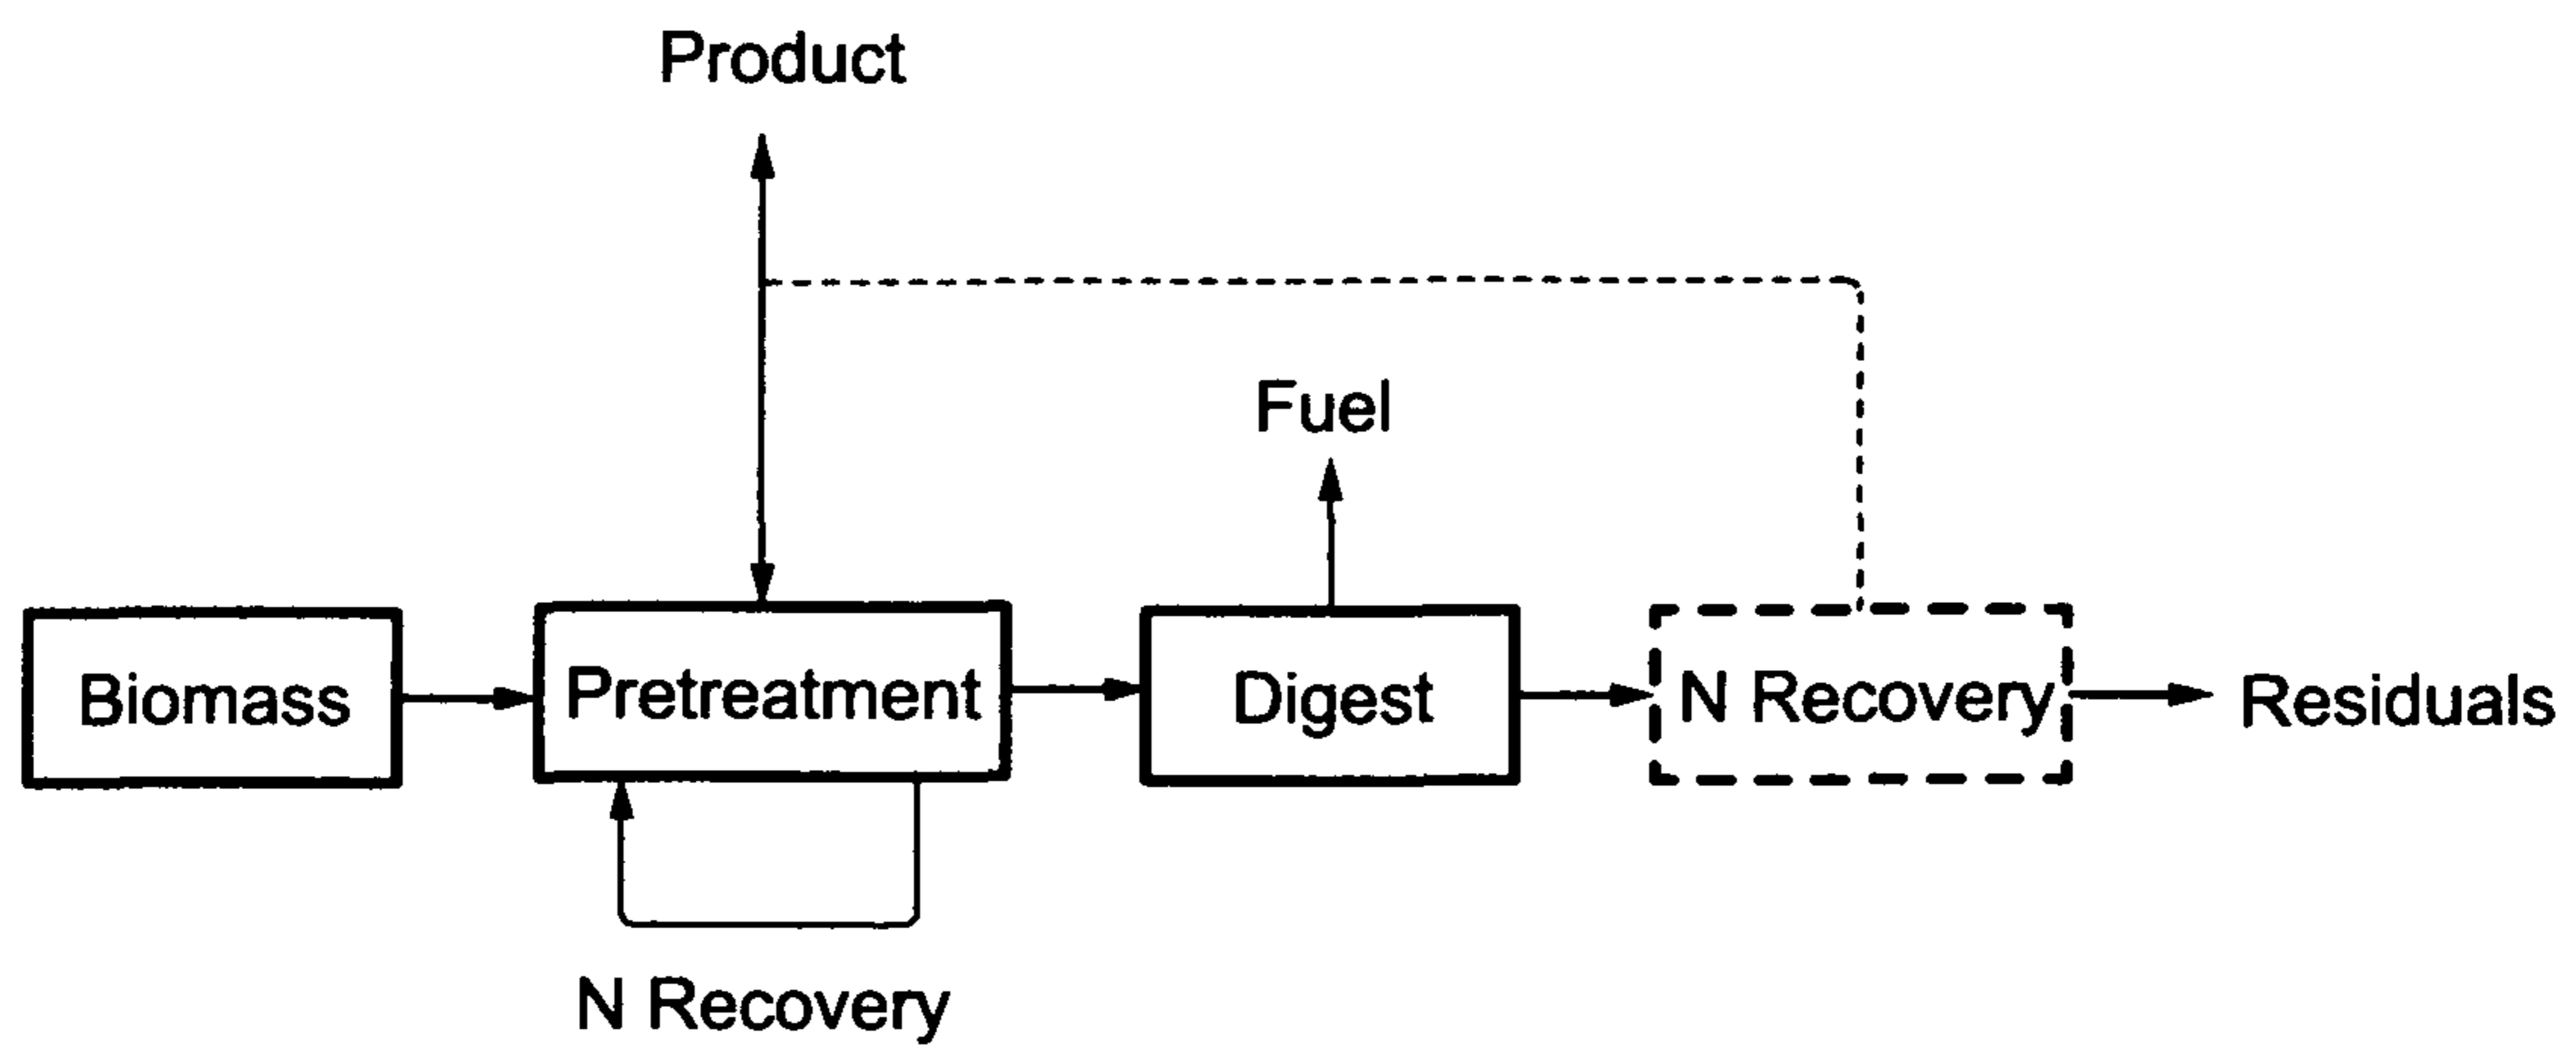 Product
Fuel
Biomass
Pretreatment
Digest
N Recovery
Residuals
N Recovery